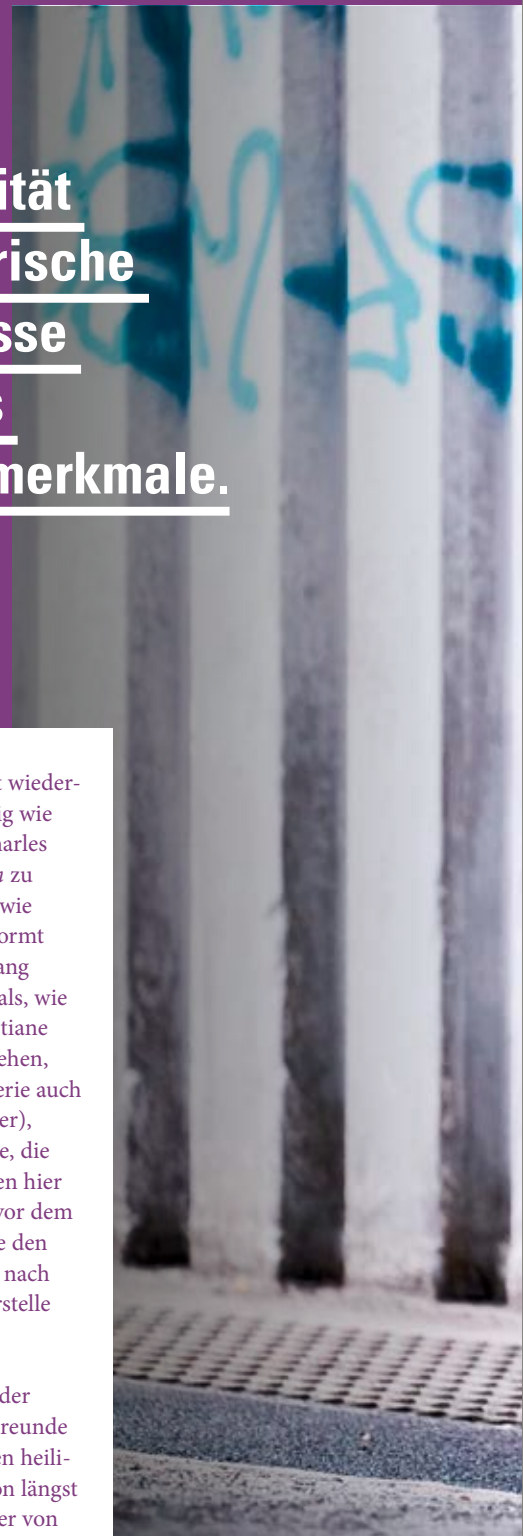 ität
rische
sse
s
merkmale.
t wieder-
ig wie
harles
n zu
wie
ormt
ang
als, wie
tiane
ehen,
erie auch
er),
e, die
en hier
vor dem
e den
nach
rstelle
der
reunde
en heili-
on längst
er von